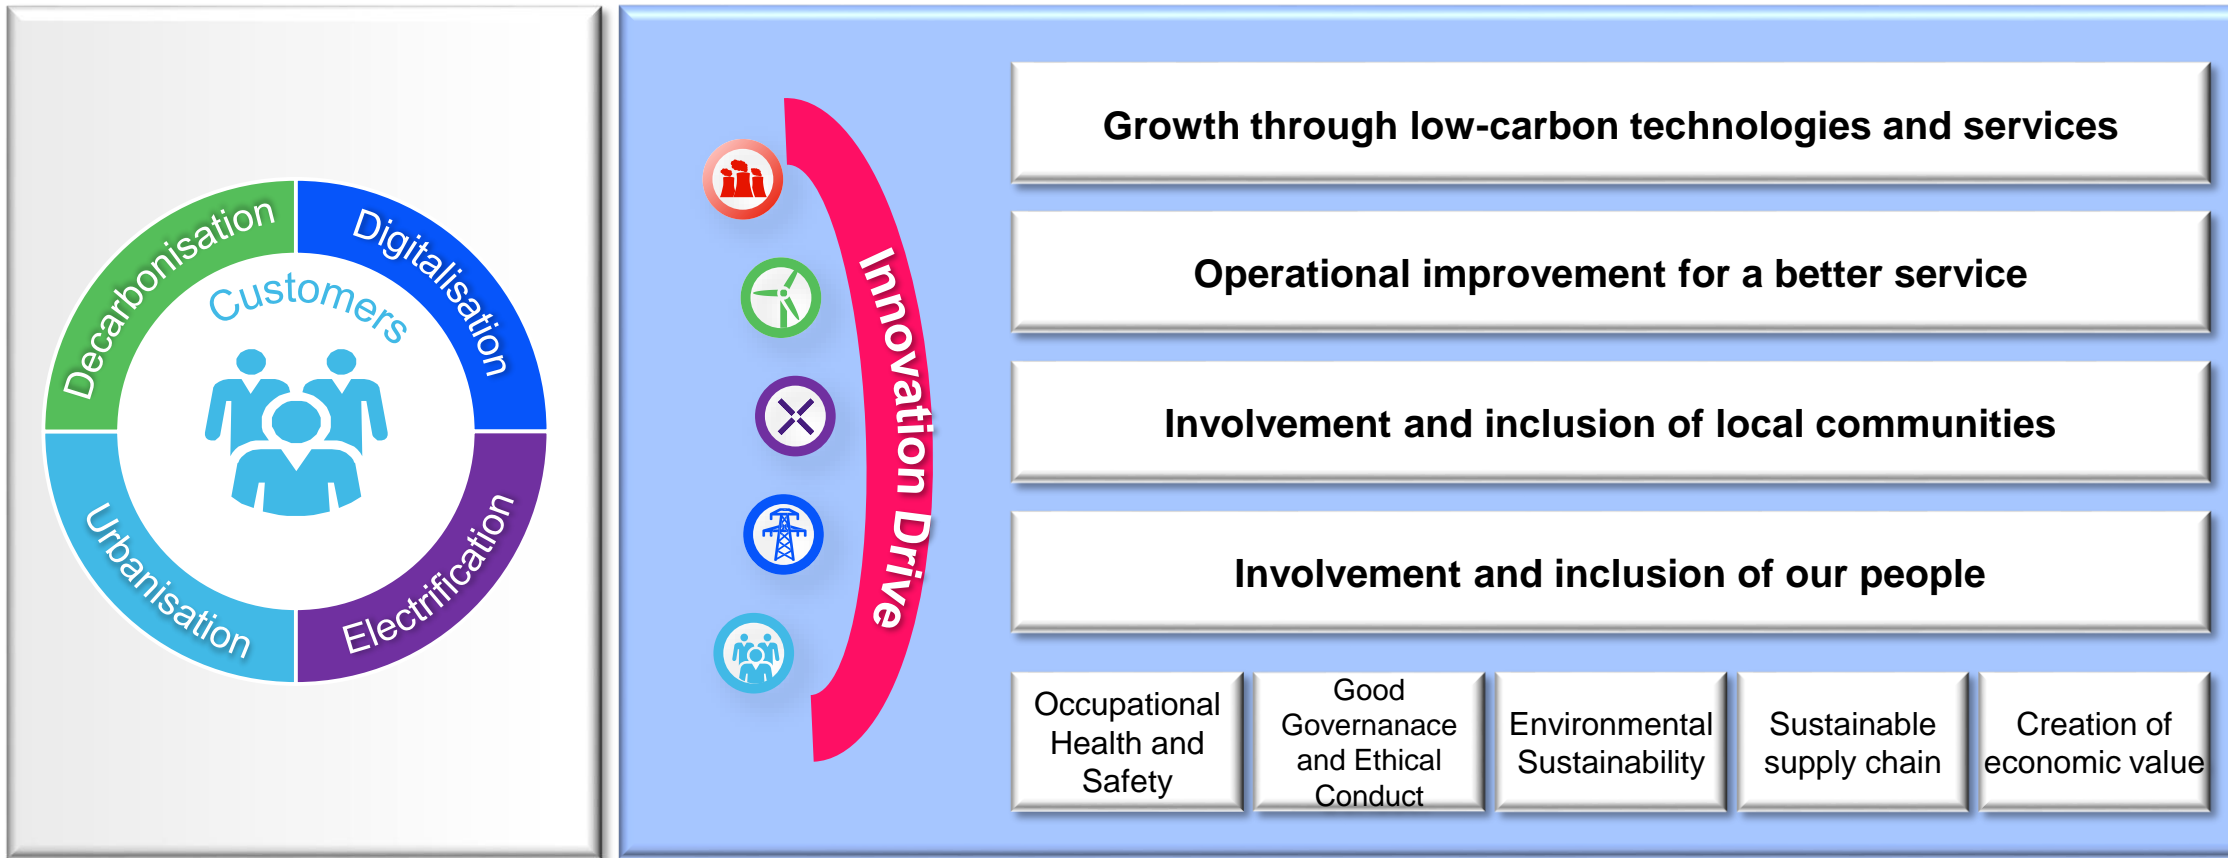 Decarbonisation
Digitalisation
Customers
Urbanisation
Electrification
Innovation Drive
Growth through low-carbon technologies and services
Operational improvement for a better service
Involvement and inclusion of local communities
Involvement and inclusion of our people
Occupational
Health and
Safety
Good
Governanace
and Ethical
Conduct
Environmental
Sustainability
Sustainable
supply chain
Creation of
economic value